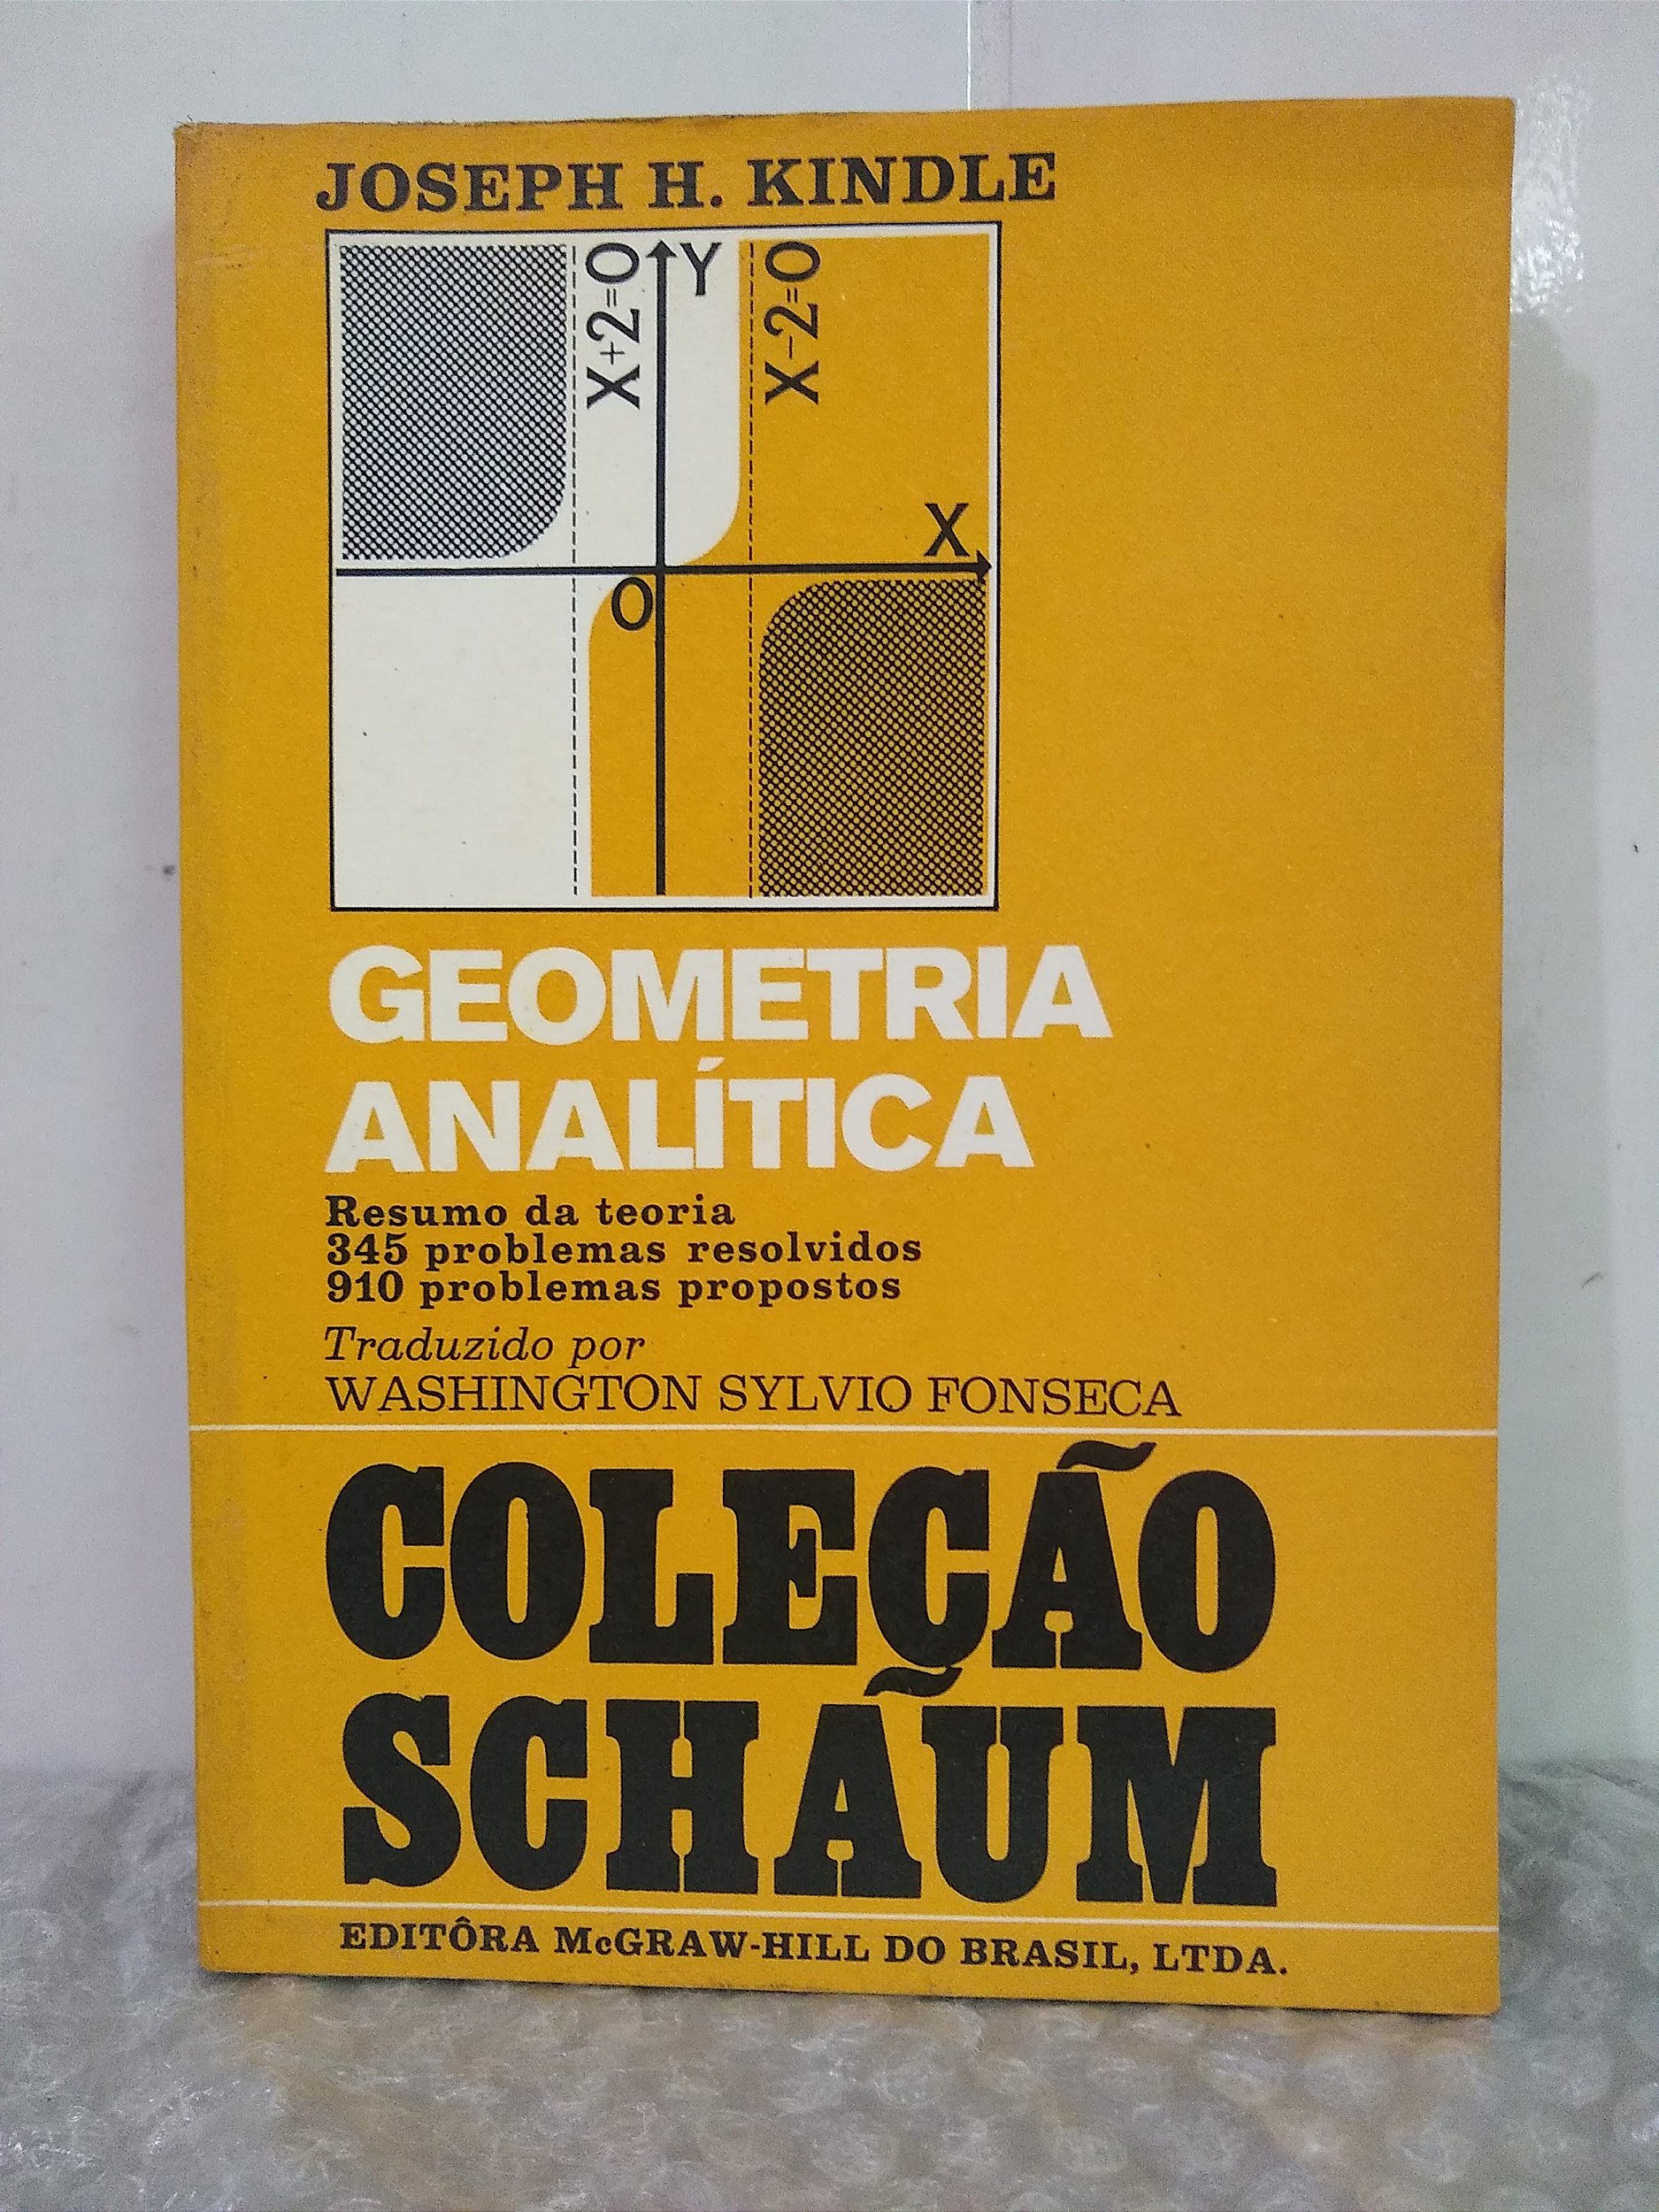 JOSEPH H. KINDLE
X+2=0
Y
X-2=0
X
O
GEOMETRIA
ANALÍTICA
Resumo da teoria
345 problemas resolvidos
910 problemas propostos
Traduzido por
WASHINGTON SYLVIO FONSECA
COLEÇÃO
SCHAUM
EDITÔRA McGRAW-HILL DO BRASIL, LTDA.